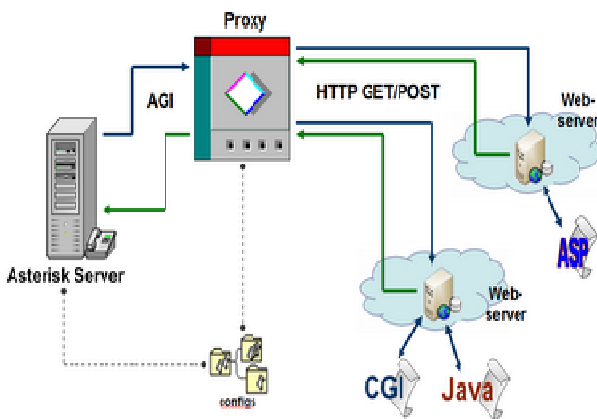 Proxy
AGI
HTTP GET/POST
Web-
server
Asterisk Server
ASP
Web-
server
configs
CGI
Java